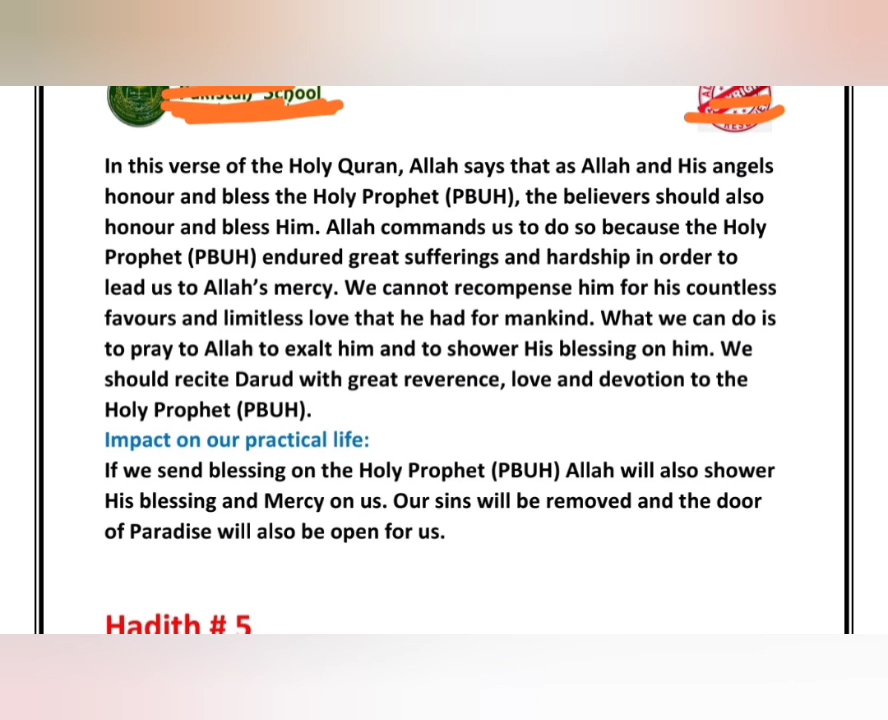 School
In this verse of the Holy Quran, Allah says that as Allah and His angels
honour and bless the Holy Prophet (PBUH), the believers should also
honour and bless Him. Allah commands us to do so because the Holy
Prophet (PBUH) endured great sufferings and hardship in order to
lead us to Allah’s mercy. We cannot recompense him for his countless
favours and limitless love that he had for mankind. What we can do is
to pray to Allah to exalt him and to shower His blessing on him. We
should recite Darud with great reverence, love and devotion to the
Holy Prophet (PBUH).
Impact on our practical life:
If we send blessing on the Holy Prophet (PBUH) Allah will also shower
His blessing and Mercy on us. Our sins will be removed and the door
of Paradise will also be open for us.
Hadith # 5